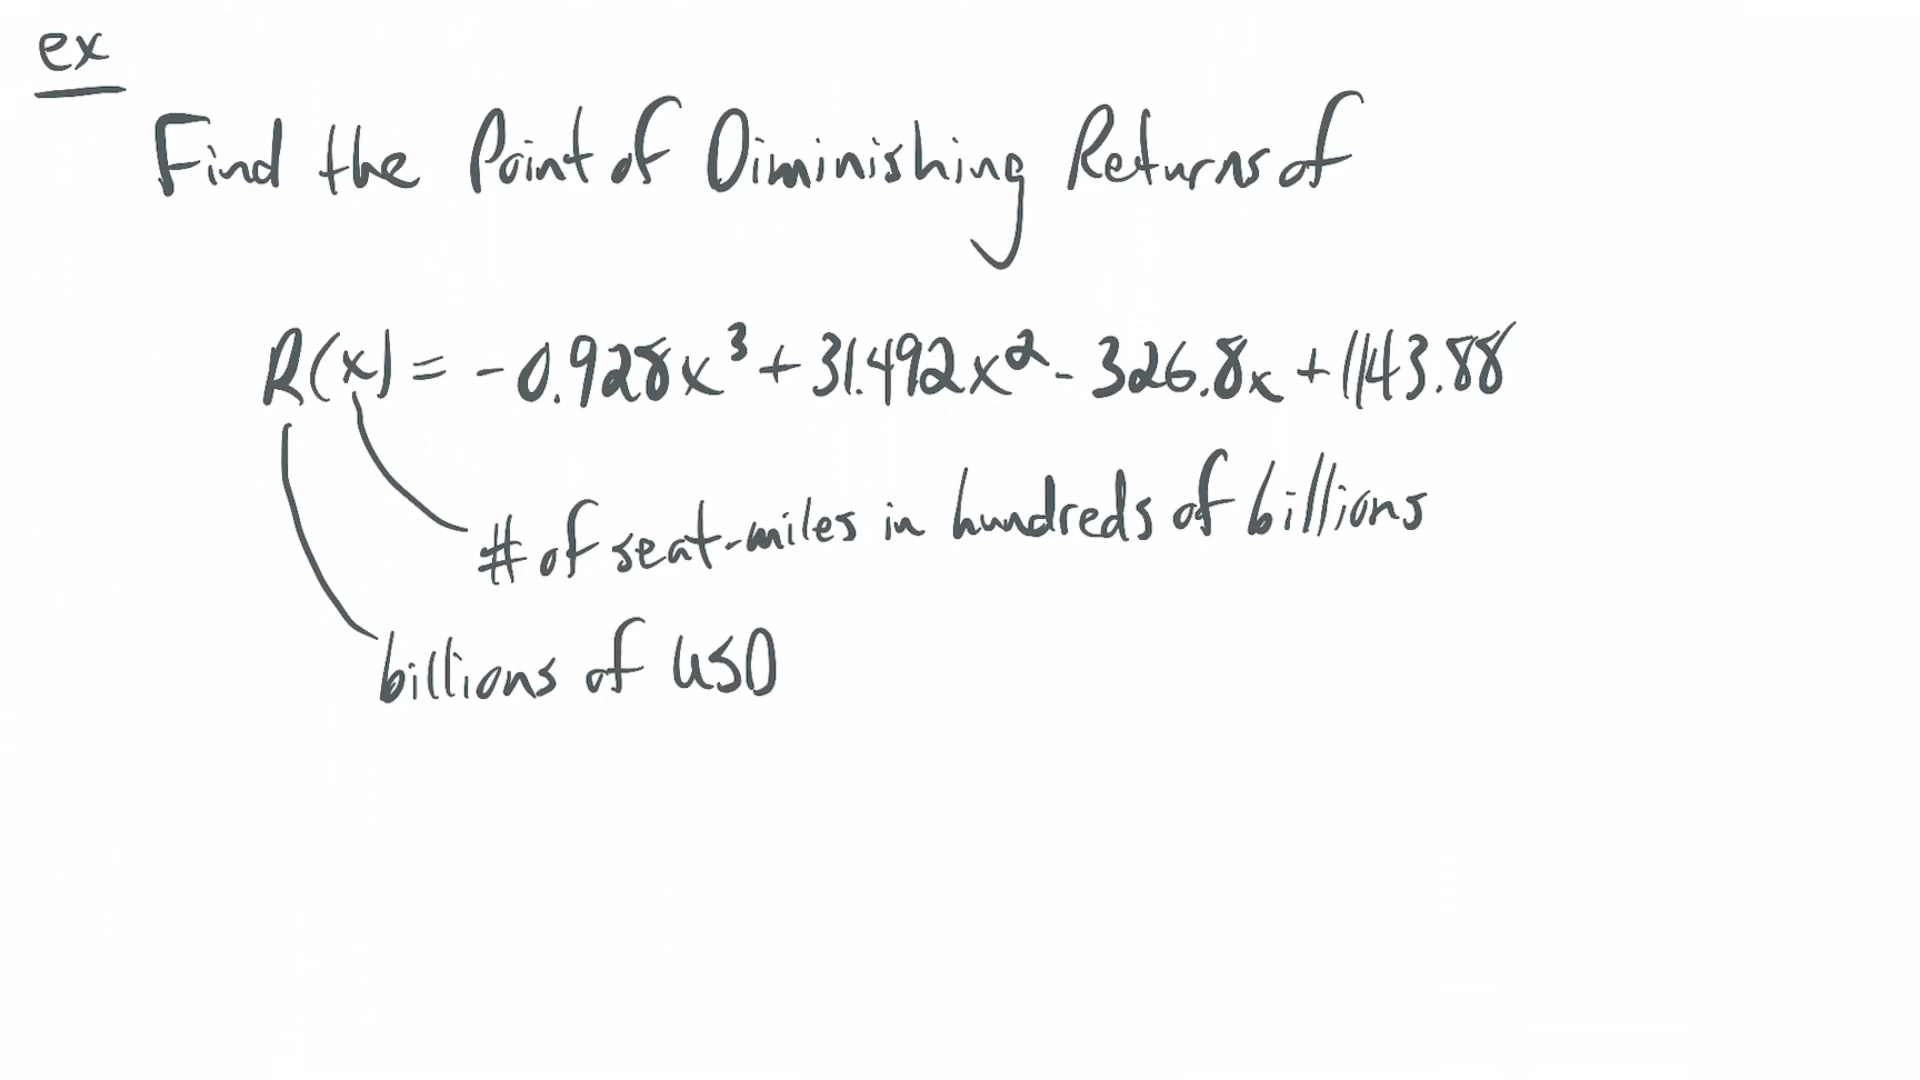 ex
Find the Point of Diminishing Returns of
R(x) = -0.928x³ + 31.492x² - 326.8x + 1143.88
# of seat-miles in hundreds of billions
billions of USD